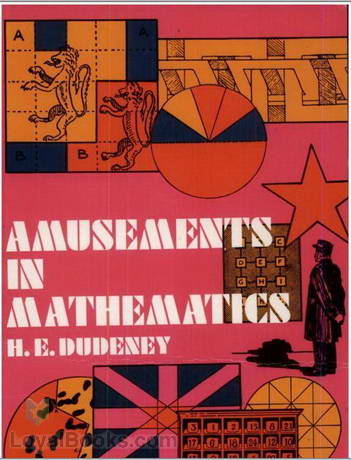 A
A
B
B
AMUSEMENTS
IN
MATHEMATICS
H. E. DUDENEY
C
D E F
G H I
LoyalBooks.com